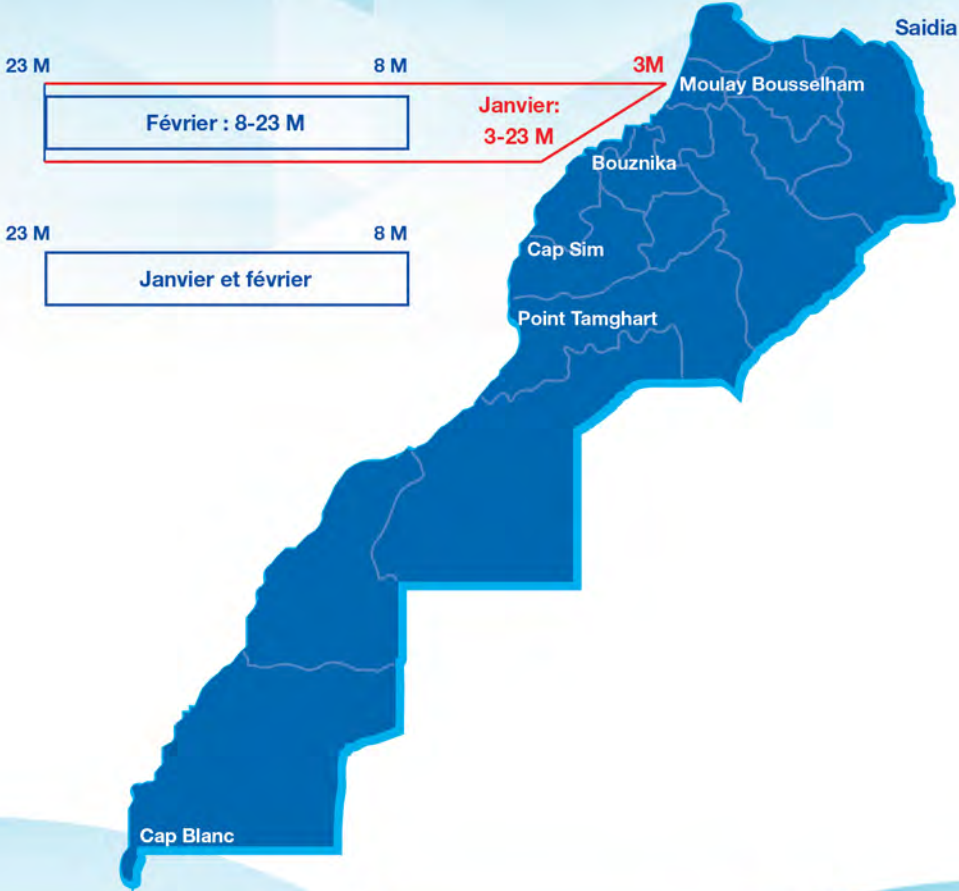 Saidia
23 M
8 M
3M
Moulay Bousselham
Janvier:
3-23 M
Février : 8-23 M
Bouznika
23 M
8 M
Cap Sim
Janvier et février
Point Tamghart
Cap Blanc